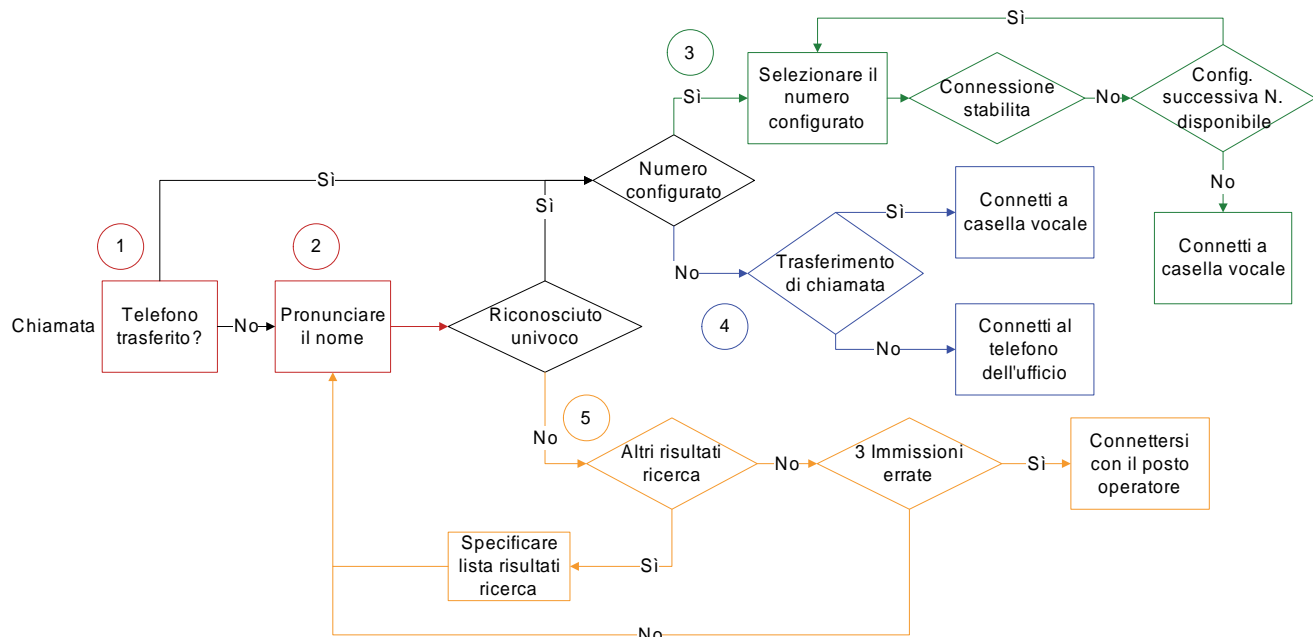 Sì
3
Selezionare il
numero
configurato
Connessione
stabilita
No
Config.
successiva N.
disponibile
Sì
Sì
Numero
configurato
Sì
No
Connetti a
casella vocale
Sì
Connetti a
casella vocale
1
2
No
Trasferimento
di chiamata
4
Chiamata
Telefono
trasferito?
No
Pronunciare
il nome
Riconosciuto
univoco
No
Connetti al
telefono
dell'ufficio
5
No
Altri risultati
ricerca
No
3 Immissioni
errate
Sì
Connettersi
con il posto
operatore
Specificare
lista risultati
ricerca
Sì
No